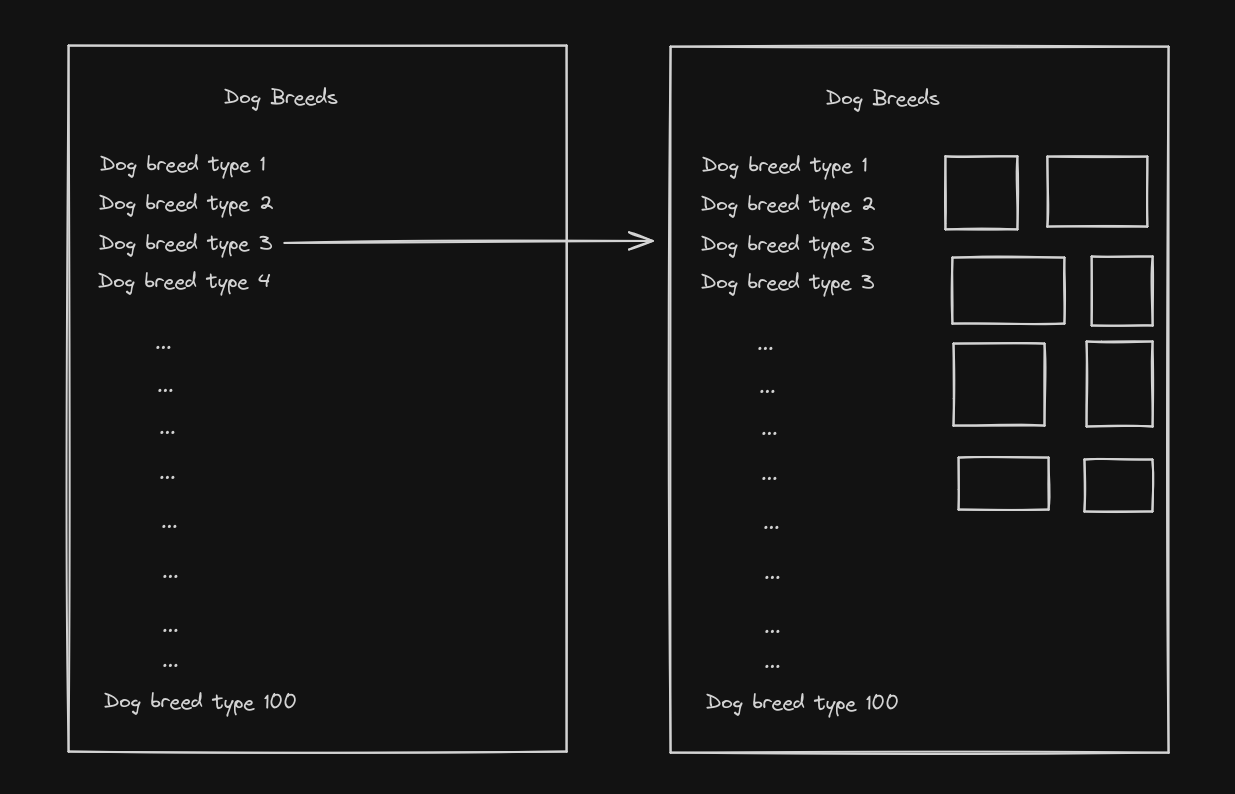 Dog Breeds
Dog breed type 1
Dog breed type 2
Dog breed type 3
Dog breed type 4
...
...
...
...
...
...
...
...
Dog breed type 100
Dog Breeds
Dog breed type 1
Dog breed type 2
Dog breed type 3
Dog breed type 3
...
...
...
...
...
...
...
...
Dog breed type 100